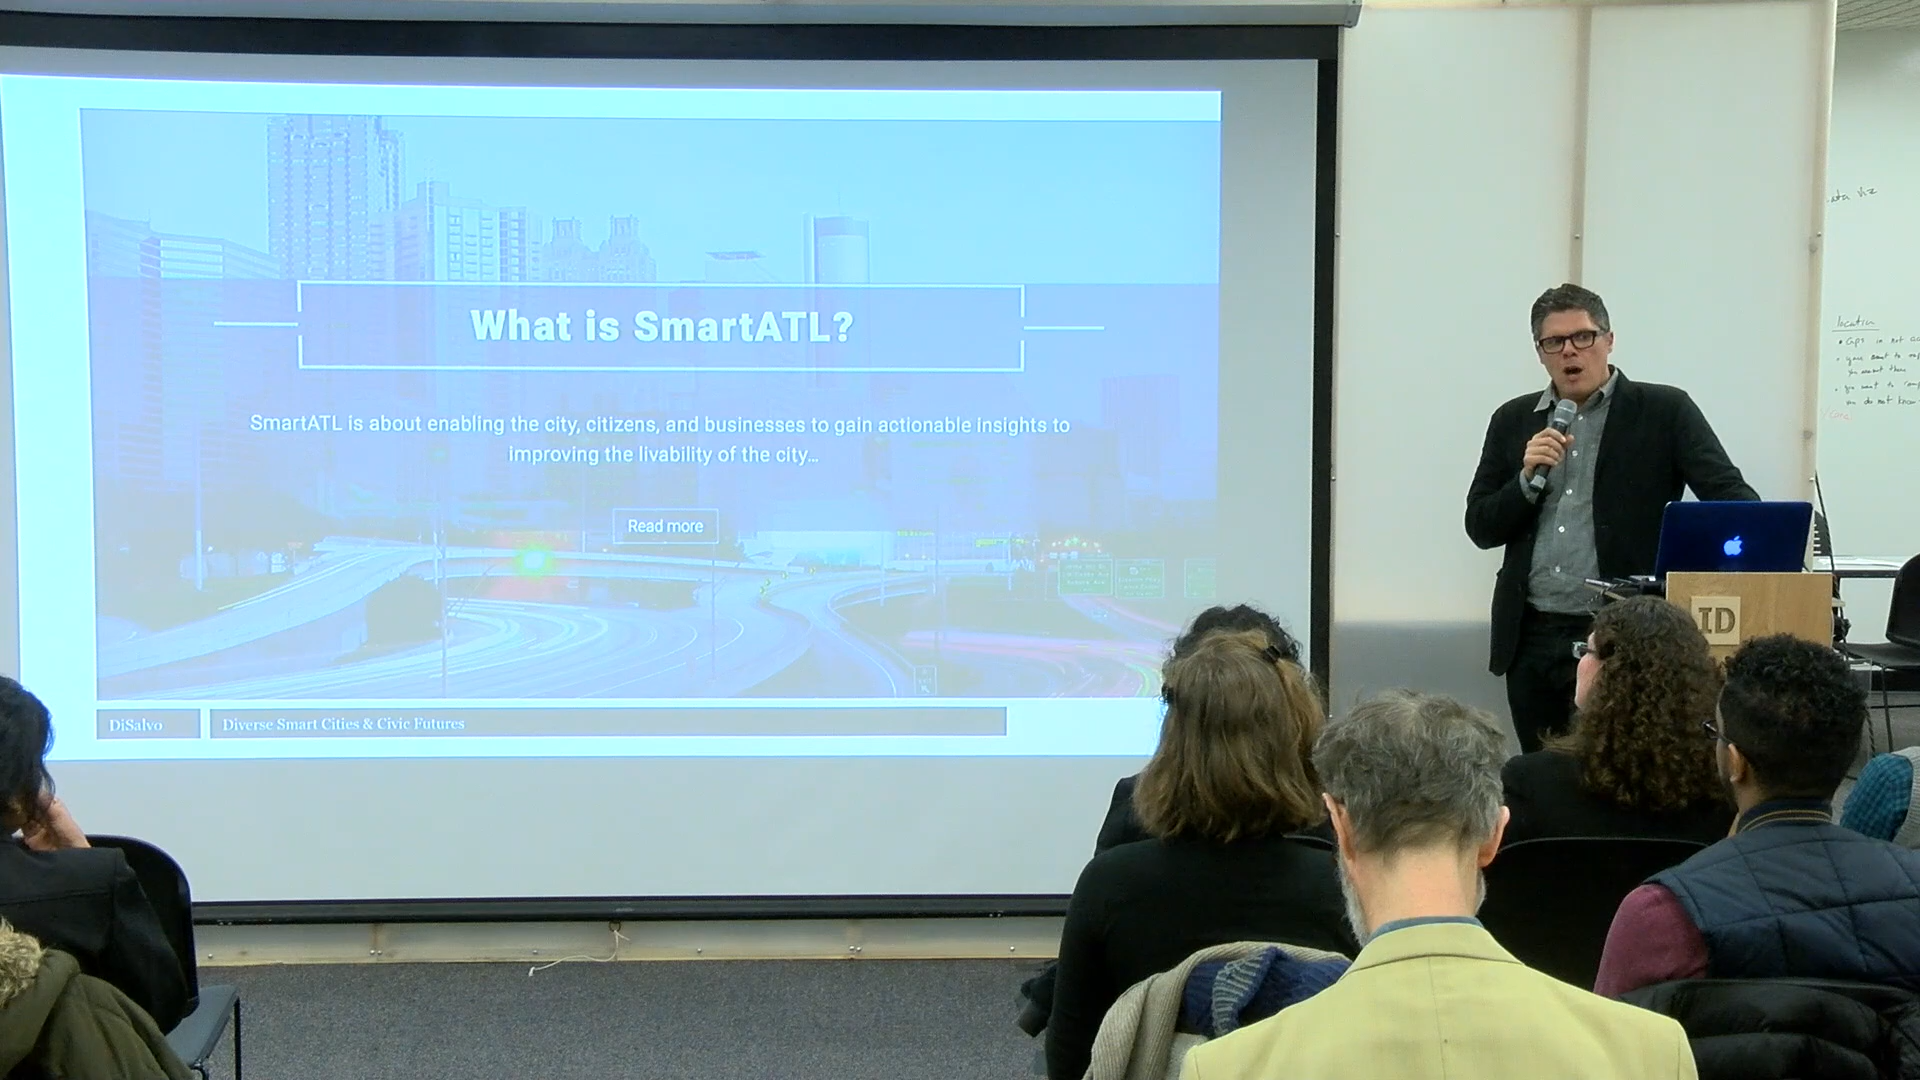 What is SmartATL?
SmartATL is about enabling the city, citizens, and businesses to gain actionable insights to
improving the livability of the city...
Read more
DiSalvo
Diverse Smart Cities & Civic Futures
ID
location